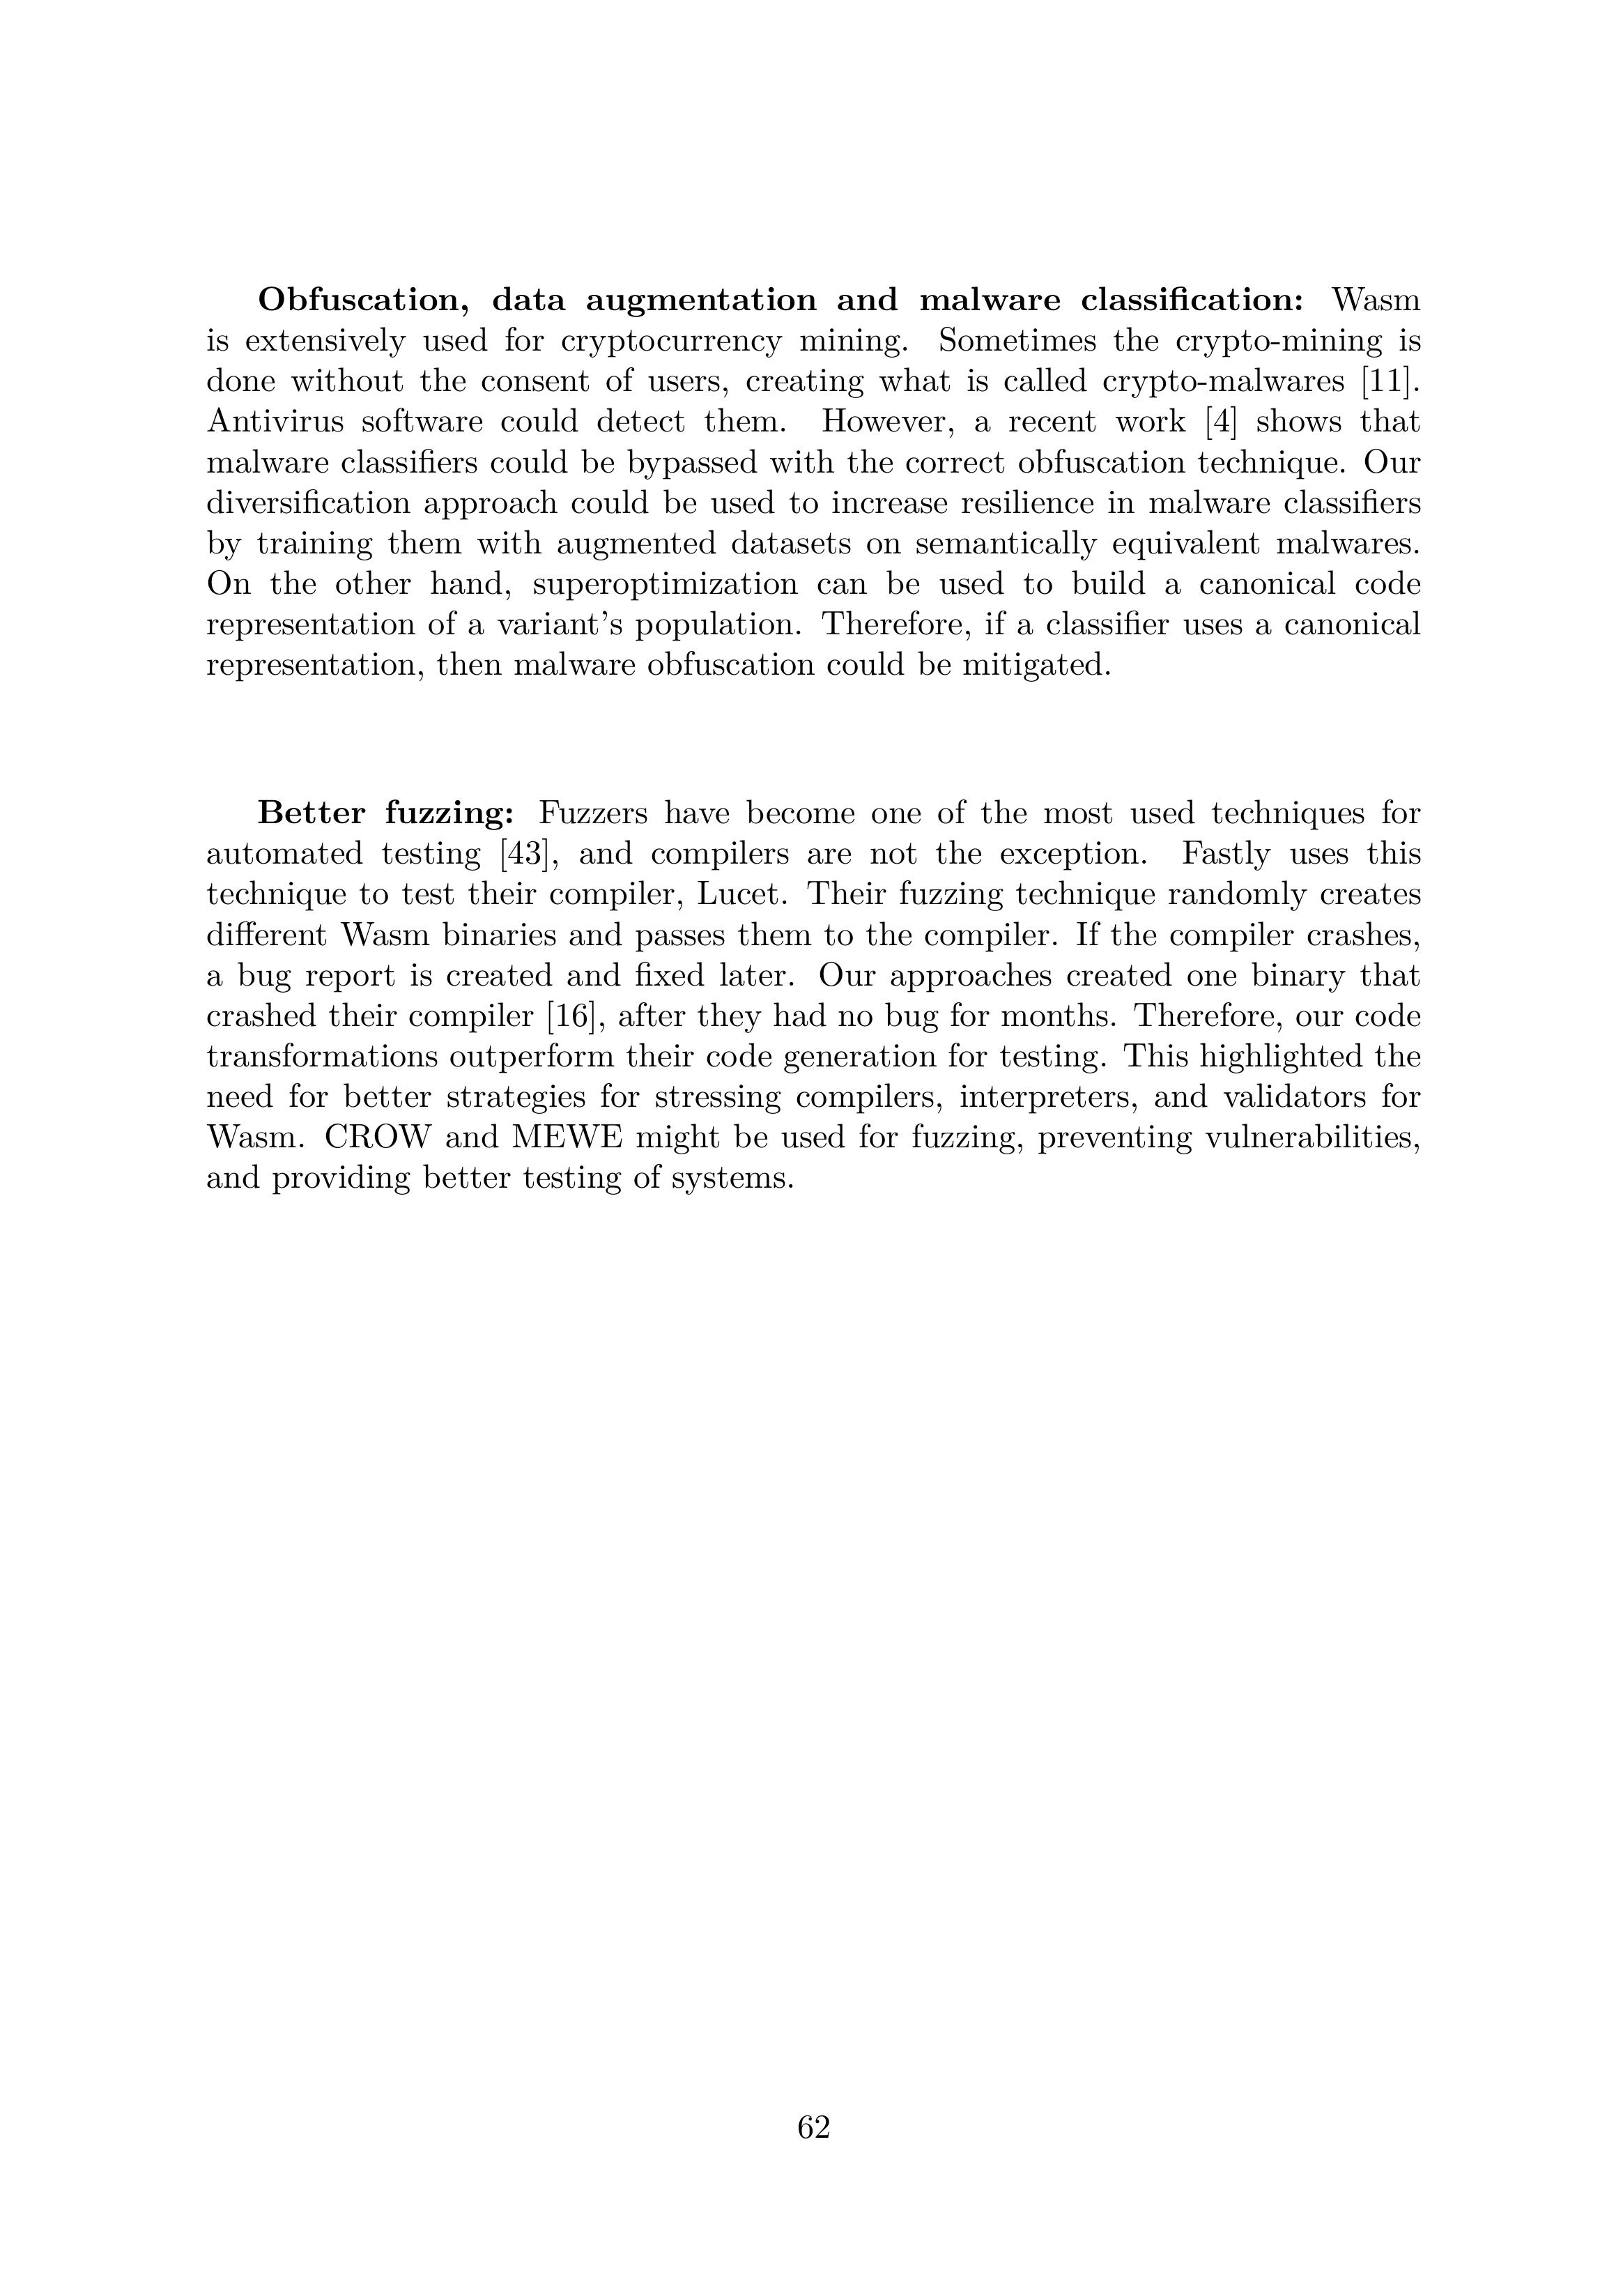 Obfuscation, data augmentation and malware classification: Wasm
is extensively used for cryptocurrency mining. Sometimes the crypto-mining is
done without the consent of users, creating what is called crypto-malwares [11].
Antivirus software could detect them. However, a recent work [4] shows that
malware classifiers could be bypassed with the correct obfuscation technique. Our
diversification approach could be used to increase resilience in malware classifiers
by training them with augmented datasets on semantically equivalent malwares.
On the other hand, superoptimization can be used to build a canonical code
representation of a variant's population. Therefore, if a classifier uses a canonical
representation, then malware obfuscation could be mitigated.
Better fuzzing: Fuzzers have become one of the most used techniques for
automated testing [43], and compilers are not the exception. Fastly uses this
technique to test their compiler, Lucet. Their fuzzing technique randomly creates
different Wasm binaries and passes them to the compiler. If the compiler crashes,
a bug report is created and fixed later. Our approaches created one binary that
crashed their compiler [16], after they had no bug for months. Therefore, our code
transformations outperform their code generation for testing. This highlighted the
need for better strategies for stressing compilers, interpreters, and validators for
Wasm. CROW and MEWE might be used for fuzzing, preventing vulnerabilities,
and providing better testing of systems.
62